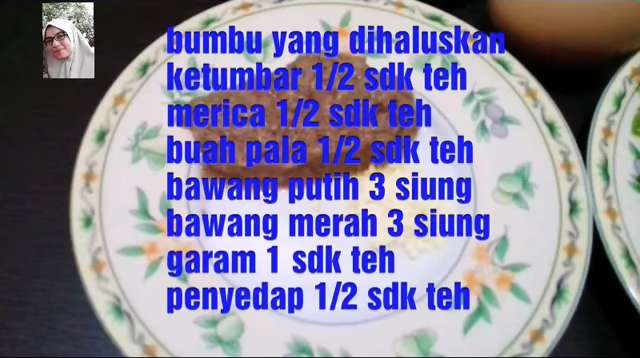 bumbu yang dihaluskan
ketumbar 1/2 sdk teh
merica 1/2 sdk teh
buah pala 1/2 sdk teh
bawang putih 3 siung
bawang merah 3 siung
garam 1 sdk teh
penyedap 1/2 sdk teh